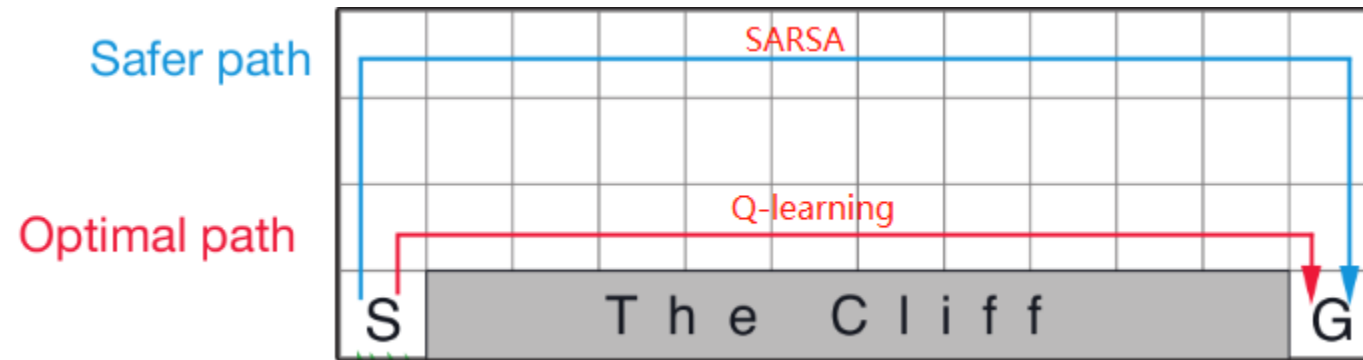 Safer path
SARSA
Optimal path
Q-learning
S
The Cliff
G